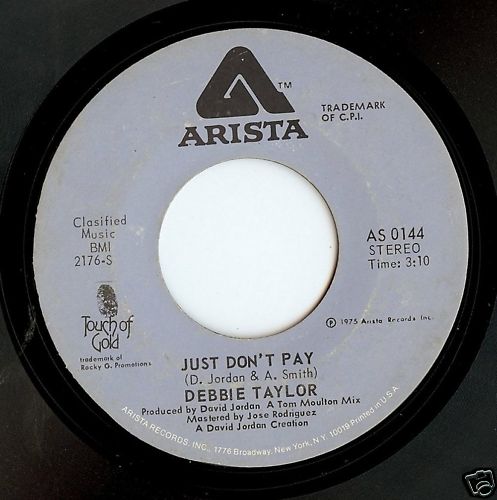 ARISTA
TM
TRADEMARK
OF C.P.I.
Clasified
Music
BMI
2176-S
AS 0144
STEREO
Time: 3:10
Touch of
Gold
trademark of
Rocky G. Promotions
℗ 1975 Arista Records Inc.
JUST DON'T PAY
(D. Jordan & A. Smith)
DEBBIE TAYLOR
Produced by David Jordan A Tom Moulton Mix
Mastered by Jose Rodriguez
A David Jordan Creation
ARISTA RECORDS, INC., 1776 Broadway, New York, N.Y. 10019 Printed in U.S.A.